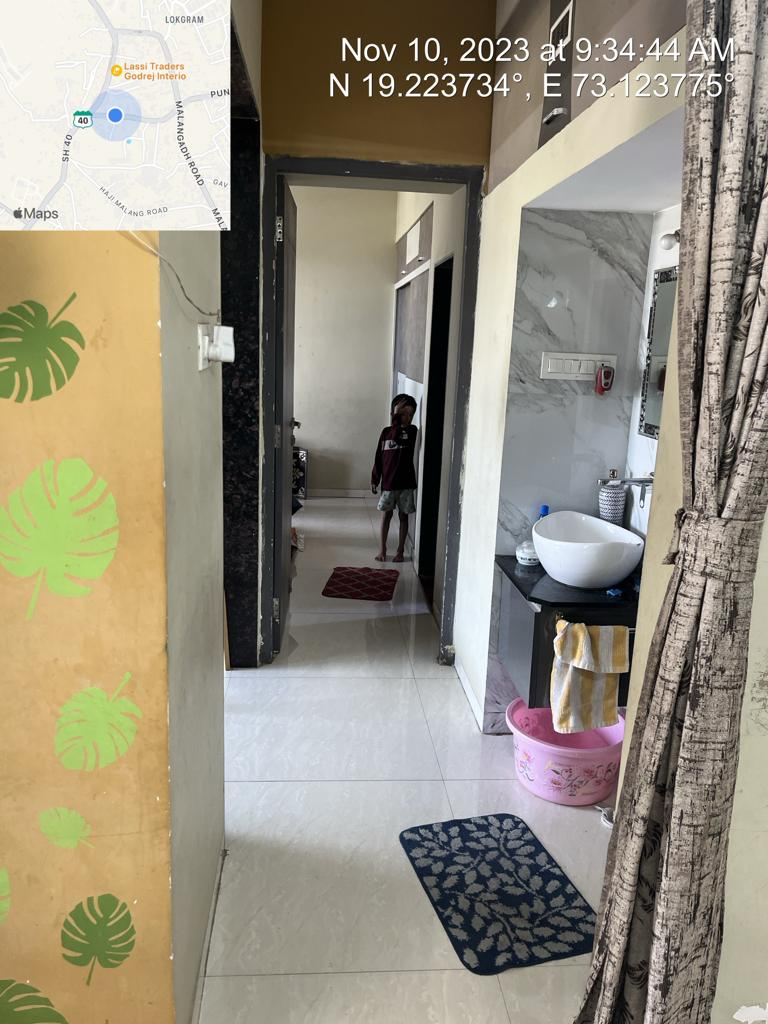 LOKGRAM
Lassi Traders
Godrej Interio
PUN
40
SH 40
MALANGADH ROAD
HAJI MALANG ROAD
GAV
MALA
Maps
Nov 10, 2023 at 9:34:44 AM
N 19.223734°, E 73.123775°